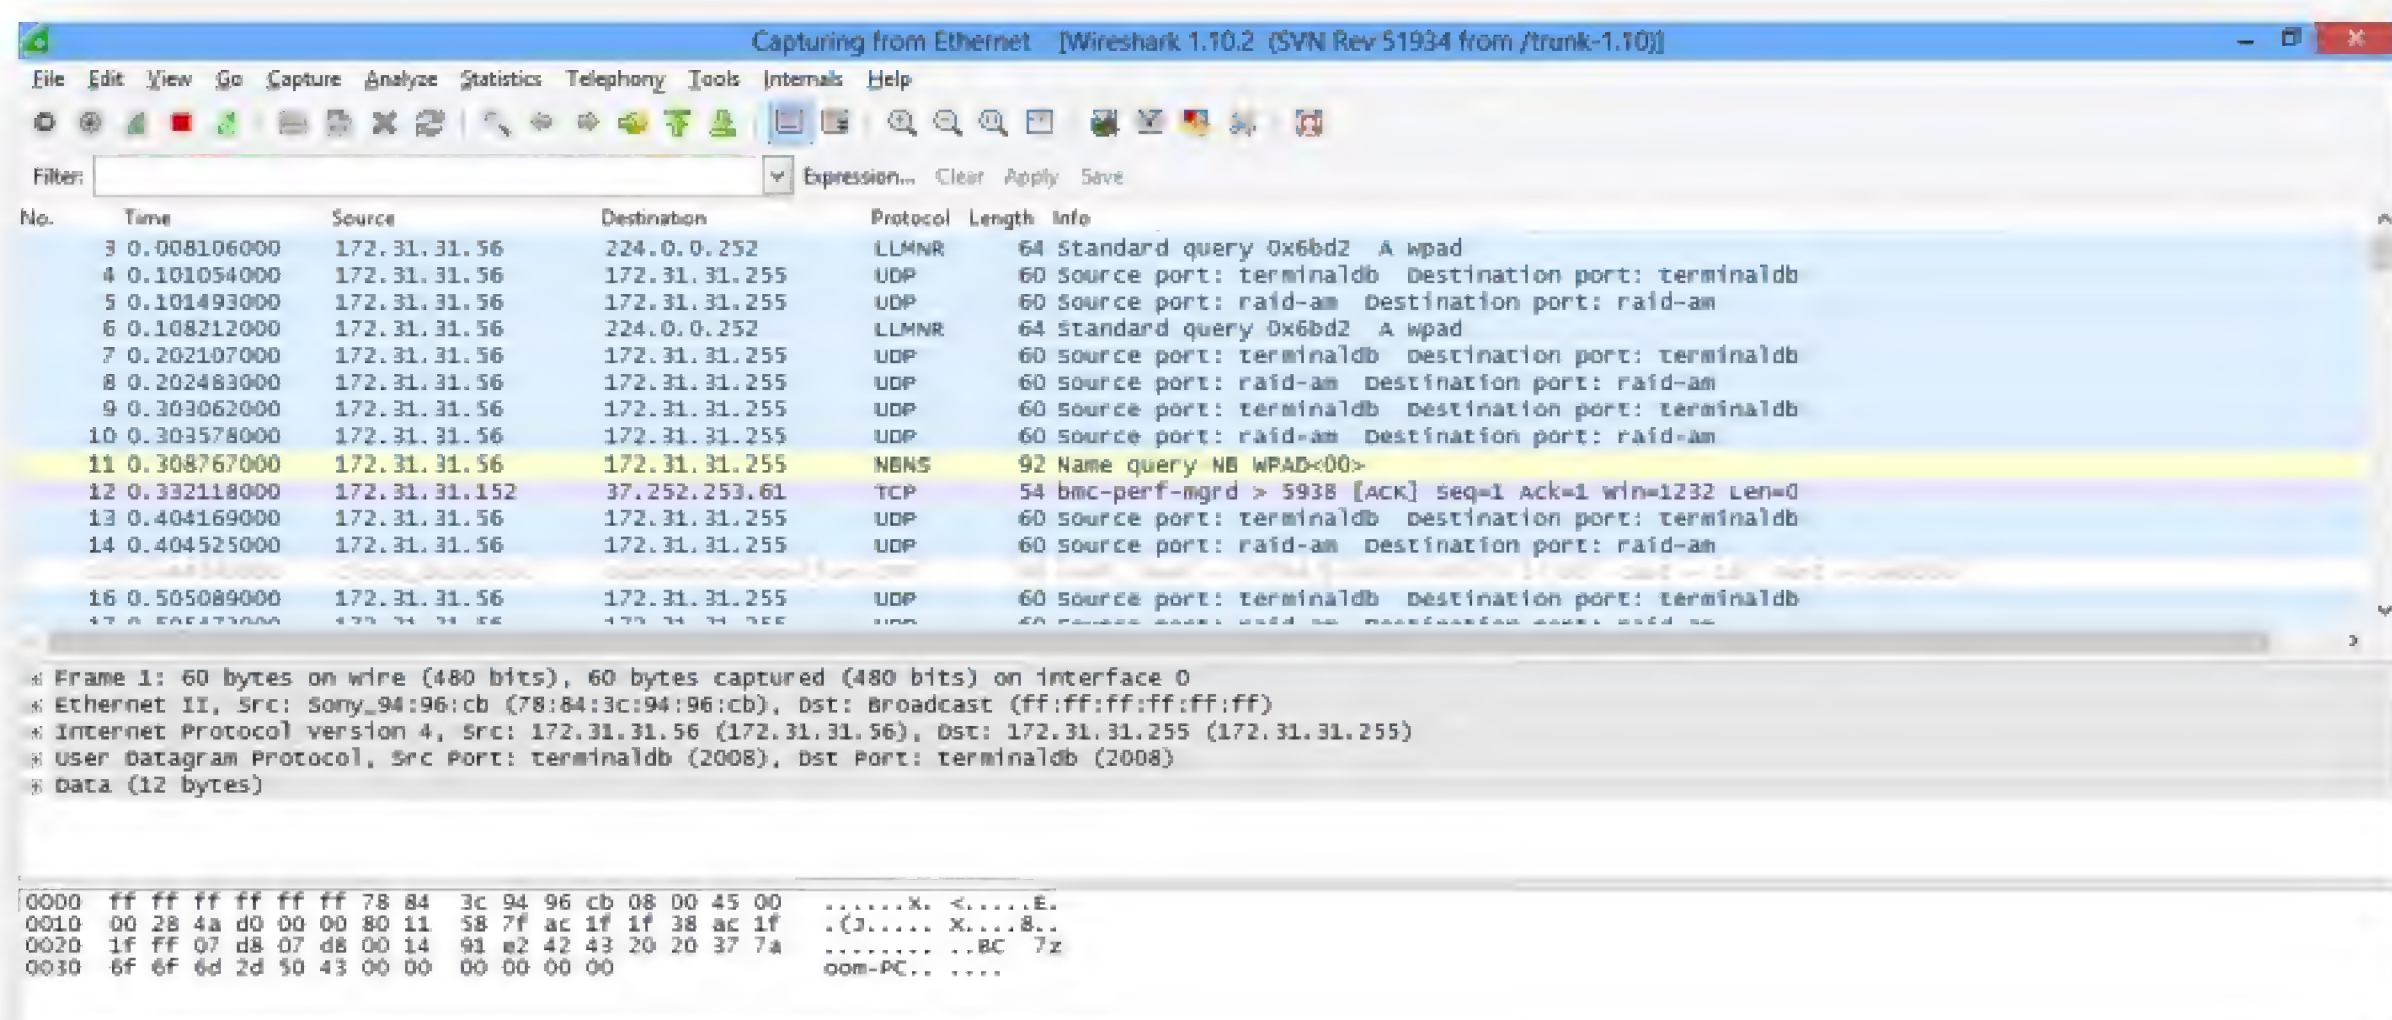 Capturing from Ethernet [Wireshark 1.10.2 (SVN Rev 51934 from /trunk-1.10)]
File Edit View Go Capture Analyze Statistics Telephony Tools Internals Help
Filter: Expression... Clear Apply Save
No. Time Source Destination Protocol Length Info
3 0.008106000 172.31.31.56 224.0.0.252 LLMNR 64 Standard query 0x6bd2 A wpad
4 0.101054000 172.31.31.56 172.31.31.255 UDP 60 Source port: terminaldb Destination port: terminaldb
5 0.101493000 172.31.31.56 172.31.31.255 UDP 60 Source port: raid-am Destination port: raid-am
6 0.108212000 172.31.31.56 224.0.0.252 LLMNR 64 Standard query 0x6bd2 A wpad
7 0.202107000 172.31.31.56 172.31.31.255 UDP 60 Source port: terminaldb Destination port: terminaldb
8 0.202483000 172.31.31.56 172.31.31.255 UDP 60 Source port: raid-am Destination port: raid-am
9 0.303062000 172.31.31.56 172.31.31.255 UDP 60 Source port: terminaldb Destination port: terminaldb
10 0.303578000 172.31.31.56 172.31.31.255 UDP 60 Source port: raid-am Destination port: raid-am
11 0.308767000 172.31.31.56 172.31.31.255 NBNS 92 Name query NB WPAD<00>
12 0.332118000 172.31.31.152 37.252.253.61 TCP 54 bmc-perf-mgrd > 5938 [ACK] Seq=1 Ack=1 Win=1232 Len=0
13 0.404169000 172.31.31.56 172.31.31.255 UDP 60 Source port: terminaldb Destination port: terminaldb
14 0.404525000 172.31.31.56 172.31.31.255 UDP 60 Source port: raid-am Destination port: raid-am
16 0.505089000 172.31.31.56 172.31.31.255 UDP 60 Source port: terminaldb Destination port: terminaldb
Frame 1: 60 bytes on wire (480 bits), 60 bytes captured (480 bits) on interface 0
Ethernet II, Src: Sony_94:96:cb (78:84:3c:94:96:cb), Dst: Broadcast (ff:ff:ff:ff:ff:ff)
Internet Protocol Version 4, Src: 172.31.31.56 (172.31.31.56), Dst: 172.31.31.255 (172.31.31.255)
User Datagram Protocol, Src Port: terminaldb (2008), Dst Port: terminaldb (2008)
Data (12 bytes)
0000 ff ff ff ff ff ff 78 84 3c 94 96 cb 08 00 45 00 ......x. <.....E.
0010 00 28 4a d0 00 00 80 11 58 7f ac 1f 1f 38 ac 1f .(J..... X....8..
0020 1f ff 07 d8 07 d8 00 14 91 e2 42 43 20 20 37 7a ........ ..BC  7z
0030 6f 6f 6d 2d 50 43 00 00 00 00 00 00 oom-PC.. ....